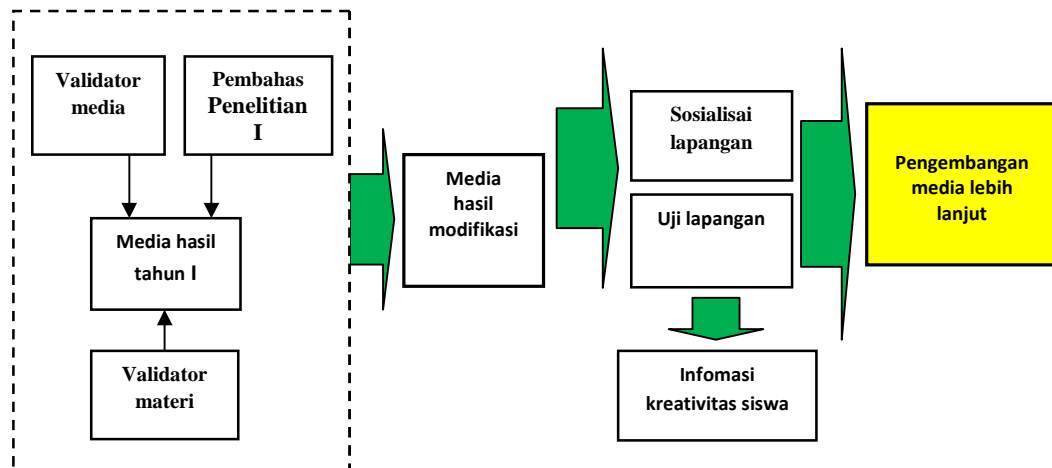 Validator
media
Pembahas
Penelitian
I
Media hasil
tahun I
Validator
materi
Media
hasil
modifikasi
Sosialisai
lapangan
Uji lapangan
Infomasi
kreativitas siswa
Pengembangan
media lebih
lanjut